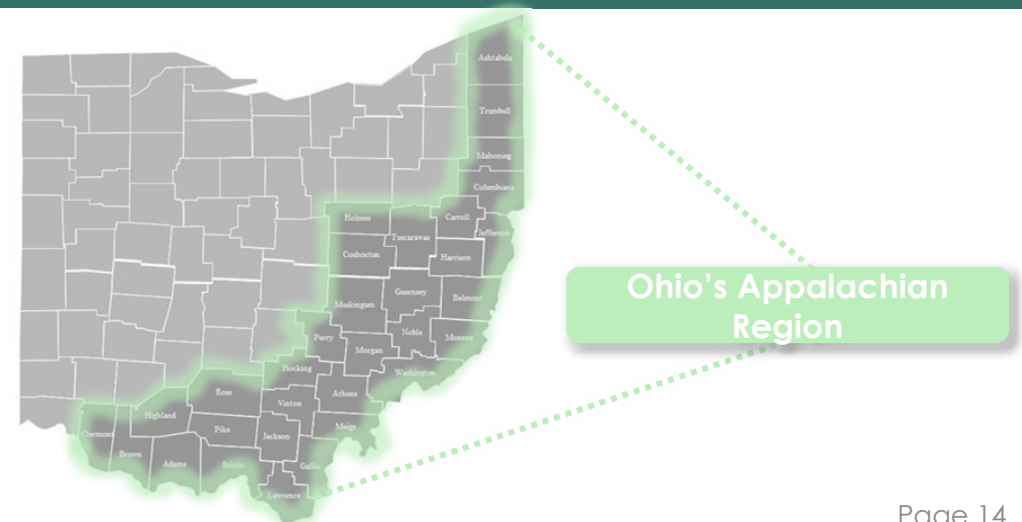 Ashtabula
Trumbull
Mahoning
Columbiana
Holmes
Carroll
Tuscarawas
Jefferson
Coshocton
Harrison
Guernsey
Belmont
Muskingum
Perry
Noble
Monroe
Morgan
Hocking
Washington
Ross
Athens
Vinton
Highland
Meigs
Clermont
Pike
Jackson
Brown
Adams
Scioto
Gallia
Lawrence
Ohio’s Appalachian
Region
Page 14